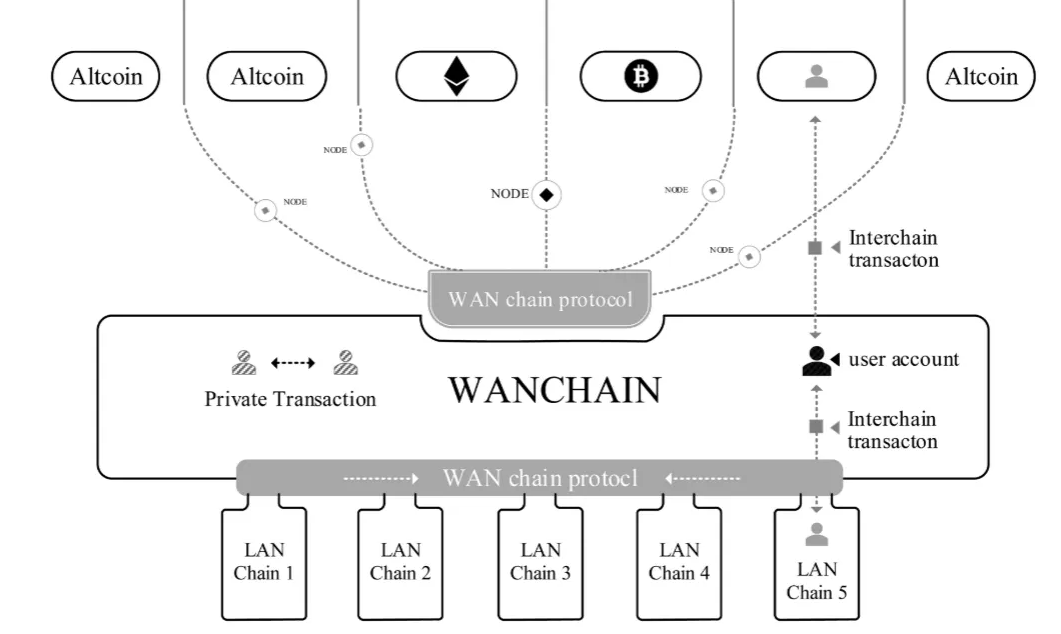 Altcoin
Altcoin
Altcoin
NODE
NODE
NODE
NODE
NODE
Interchain
transacton
WAN chain protocol
Private Transaction
WANCHAIN
user account
Interchain
transacton
WAN chain protocl
LAN
Chain 1
LAN
Chain 2
LAN
Chain 3
LAN
Chain 4
LAN
Chain 5